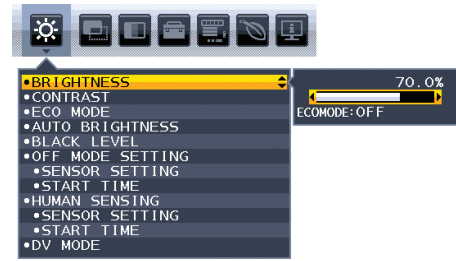 •BRIGHTNESS
•CONTRAST
•ECO MODE
•AUTO BRIGHTNESS
•BLACK LEVEL
•OFF MODE SETTING
•SENSOR SETTING
•START TIME
•HUMAN SENSING
•SENSOR SETTING
•START TIME
•DV MODE
70.0%
ECOMODE:OFF